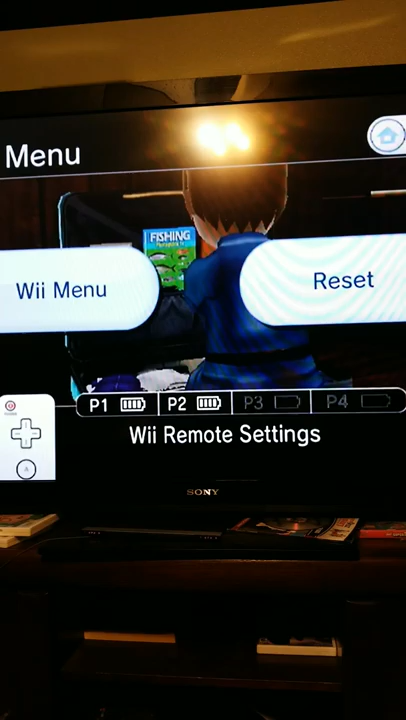 Menu
FISHING
Wii Menu
Reset
P1
P2
P3
P4
Wii Remote Settings
A
SONY